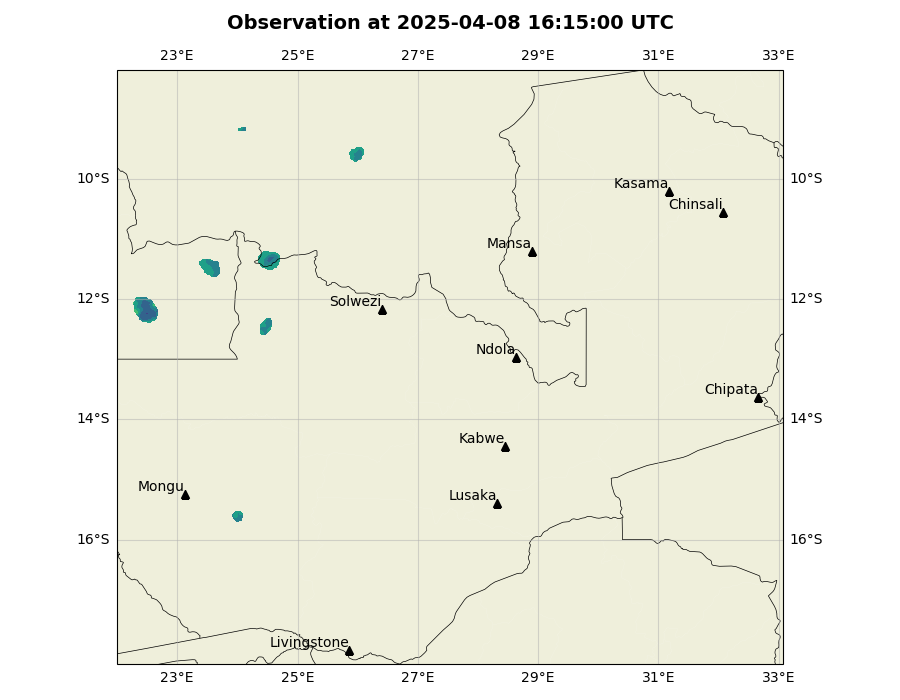 Observation at 2025-04-08 16:15:00 UTC
23°E 25°E 27°E 29°E 31°E 33°E
10°S 10°S
Kasama
Chinsali
Mansa
12°S 12°S
Solwezi
Ndola
Chipata
14°S 14°S
Kabwe
Mongu
Lusaka
16°S 16°S
Livingstone
23°E 25°E 27°E 29°E 31°E 33°E